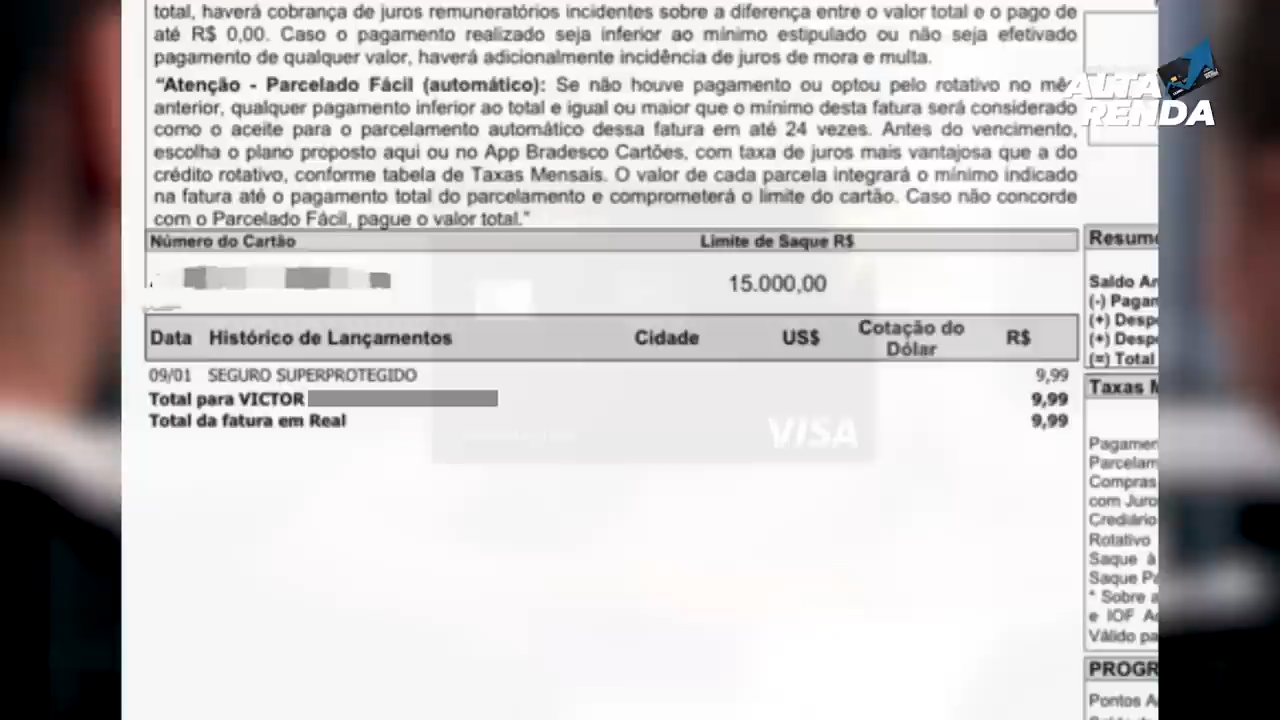 total, haverá cobrança de juros remuneratórios incidentes sobre a diferença entre o valor total e o pago de
até R$ 0,00. Caso o pagamento realizado seja inferior ao mínimo estipulado ou não seja efetivado
pagamento de qualquer valor, haverá adicionalmente incidência de juros de mora e multa.
“Atenção - Parcelado Fácil (automático): Se não houve pagamento ou optou pelo rotativo no mês
anterior, qualquer pagamento inferior ao total e igual ou maior que o mínimo desta fatura será considerado
como o aceite para o parcelamento automático dessa fatura em até 24 vezes. Antes do vencimento,
escolha o plano proposto aqui ou no App Bradesco Cartões, com taxa de juros mais vantajosa que a do
crédito rotativo, conforme tabela de Taxas Mensais. O valor de cada parcela integrará o mínimo indicado
na fatura até o pagamento total do parcelamento e comprometerá o limite do cartão. Caso não concorde
com o Parcelado Fácil, pague o valor total.”
ALTA
RENDA
Número do Cartão Limite de Saque R$
15.000,00
Data Histórico de Lançamentos Cidade US$ Cotação do Dólar R$
09/01 SEGURO SUPERPROTEGIDO 9,99
Total para VICTOR 9,99
Total da fatura em Real 9,99
VISA
Resumo
Saldo An
(-) Pagan
(+) Despe
(+) Despe
(=) Total
Taxas M
Pagamen
Parcelam
Compras
com Juro
Crediário
Rotativo
Saque à
Saque Pa
* Sobre a
e IOF Ad
Válido pa
PROGR
Pontos A